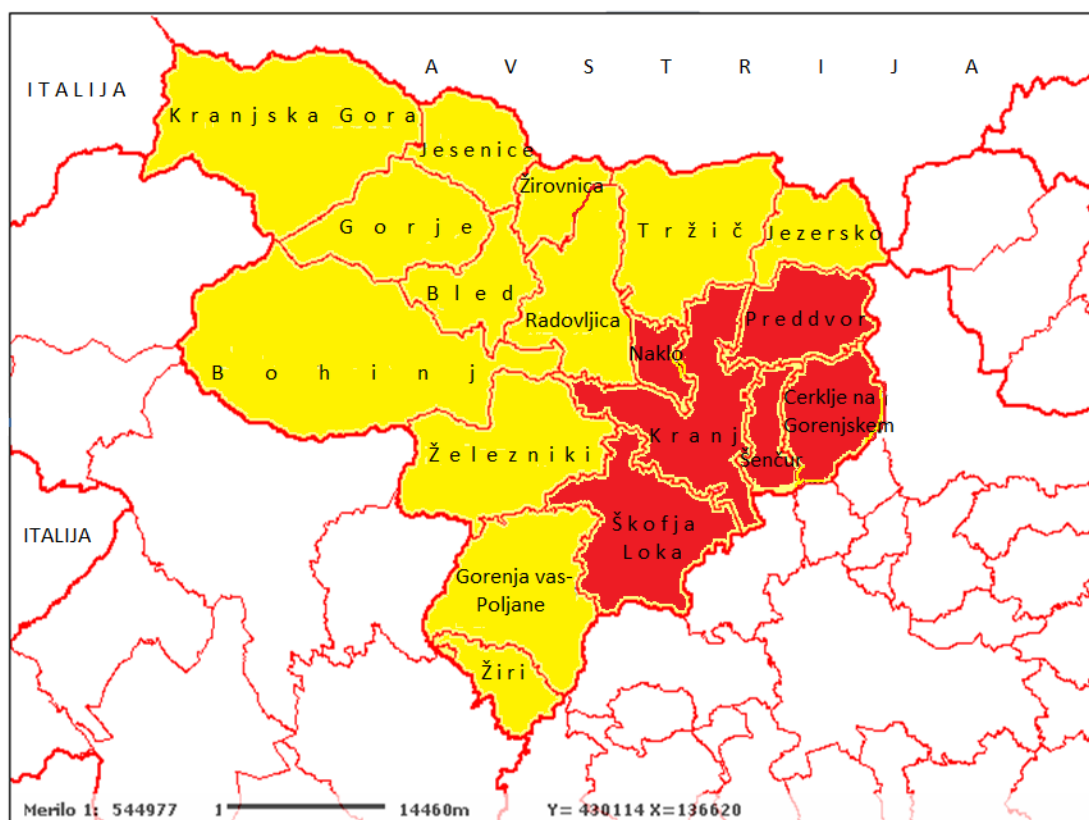 A V S T R I J A
ITALIJA
Kranjska Gora
Jesenice
Žirovnica
Gorje
Tržič
Jezersko
Bled
Radovljica
Preddvor
Naklo
Bohinj
Cerklje na
Gorenjskem
Kranj
Železniki
Šenčur
Škofja
Loka
ITALIJA
Gorenja vas-
Poljane
Žiri
Merilo 1: 544977 1 14460m Y= 430114 X=136620